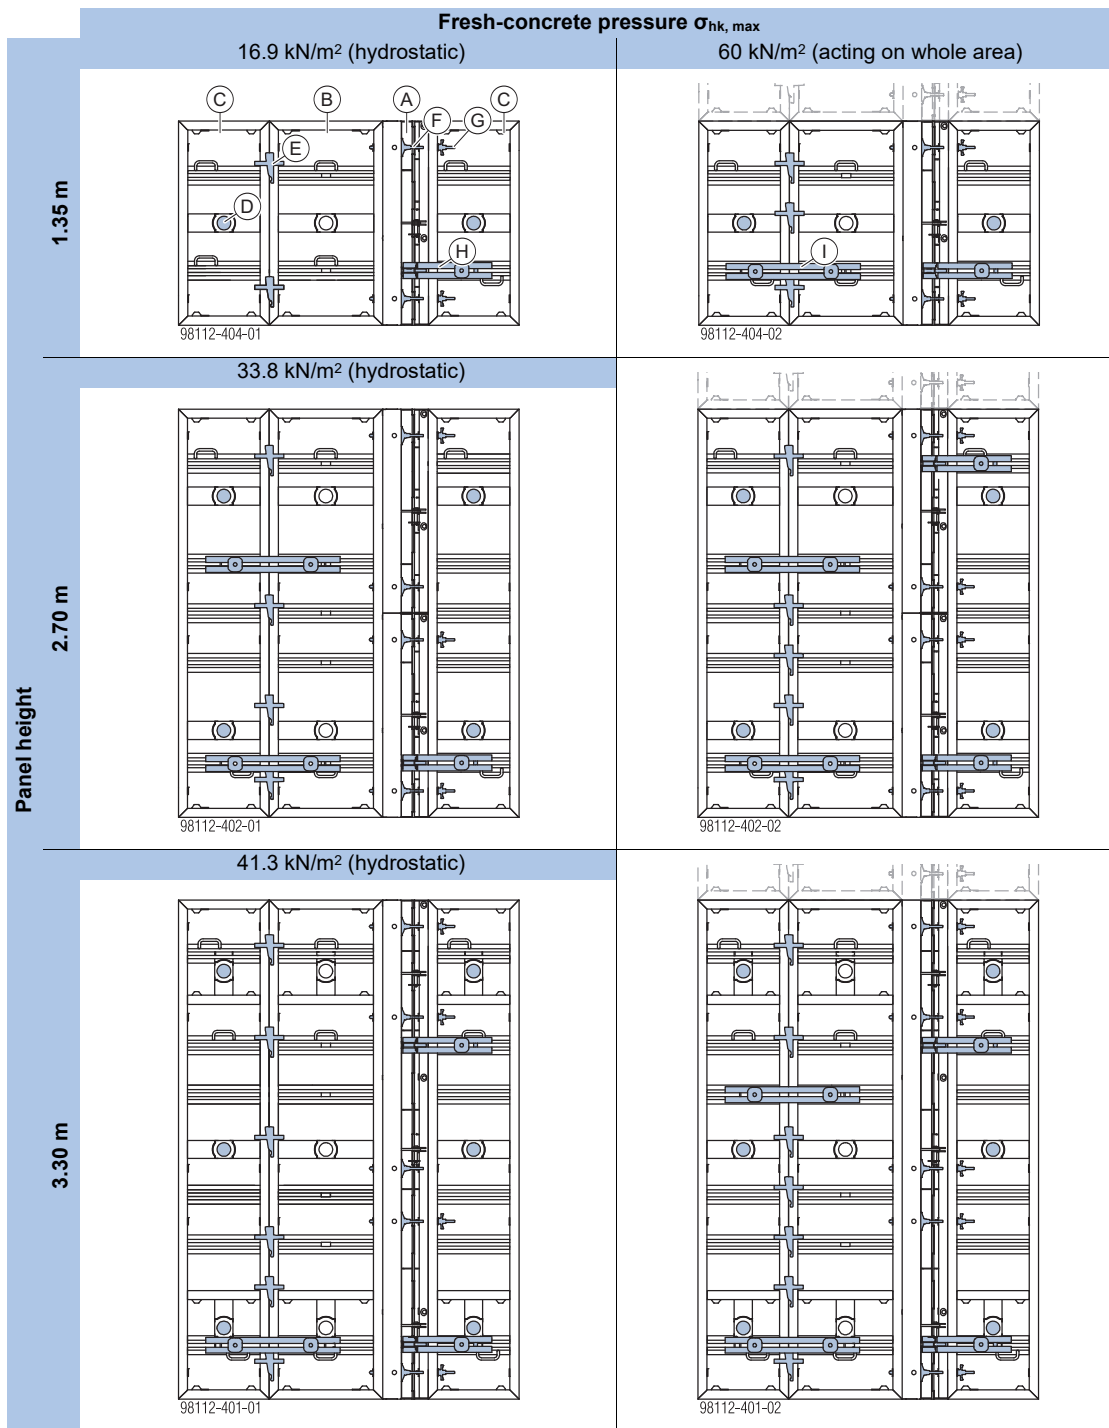 Fresh-concrete pressure σhk, max
16.9 kN/m² (hydrostatic)
60 kN/m² (acting on whole area)
Panel height
1.35 m
C
B
A
C
F
G
E
D
H
98112-404-01
I
98112-404-02
33.8 kN/m² (hydrostatic)
2.70 m
98112-402-01
98112-402-02
41.3 kN/m² (hydrostatic)
3.30 m
98112-401-01
98112-401-02